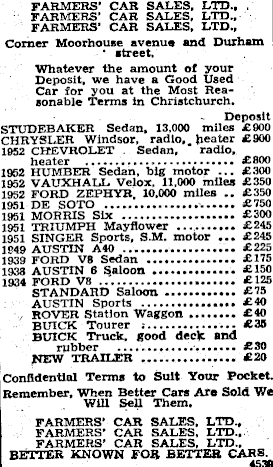 FARMERS' CAR SALES, LTD.,
FARMERS' CAR SALES, LTD.,
FARMERS' CAR SALES, LTD.,
Corner Moorhouse avenue and Durham
street.
Whatever the amount of your
Deposit, we have a Good Used
Car for you at the Most Rea-
sonable Terms in Christchurch.
Deposit
STUDEBAKER Sedan, 13,000 miles £900
CHRYSLER Windsor, radio, heater £900
1952 CHEVROLET Sedan, radio,
heater ........ £800
1952 HUMBER Sedan, big motor ... £300
1952 VAUXHALL Velox, 11,000 miles £350
1952 FORD ZEPHYR, 10,000 miles .. £350
1951 DE SOTO ........ £750
1951 MORRIS Six ........ £300
1951 TRIUMPH Mayflower ........ £245
1951 SINGER Sports, S.M. motor ... £245
1949 AUSTIN A40 ........ £225
1939 FORD V8 Sedan ........ £175
1938 AUSTIN 6 Saloon ........ £150
1934 FORD V8 ........ £125
STANDARD Saloon ........ £75
AUSTIN Sports ........ £40
ROVER Station Waggon ........ £40
BUICK Tourer ........ £35
BUICK Truck, good deck and
rubber ........ £30
NEW TRAILER ........ £20
Confidential Terms to Suit Your Pocket.
Remember, When Better Cars Are Sold We
Will Sell Them.
FARMERS' CAR SALES, LTD.,
FARMERS' CAR SALES, LTD.,
FARMERS' CAR SALES, LTD.,
BETTER KNOWN FOR BETTER CARS.